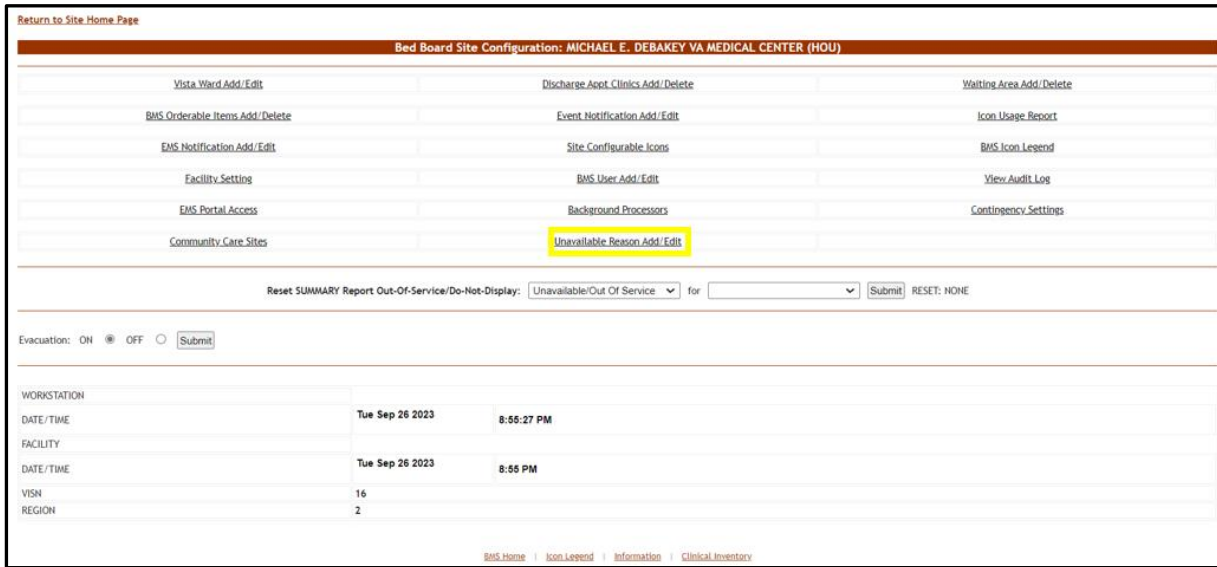 Return to Site Home Page
Bed Board Site Configuration: MICHAEL E. DEBAKEY VA MEDICAL CENTER (HOU)
Vista Ward Add/Edit Discharge Appt Clinics Add/Delete Waiting Area Add/Delete
BMS Orderable Items Add/Delete Event Notification Add/Edit Icon Usage Report
EMS Notification Add/Edit Site Configurable Icons BMS Icon Legend
Facility Setting BMS User Add/Edit View Audit Log
EMS Portal Access Background Processors Contingency Settings
Community Care Sites Unavailable Reason Add/Edit
Reset SUMMARY Report Out-Of-Service/Do-Not-Display: Unavailable/Out Of Service for Submit RESET: NONE
Evacuation: ON OFF Submit
WORKSTATION
DATE/TIME Tue Sep 26 2023 8:55:27 PM
FACILITY
DATE/TIME Tue Sep 26 2023 8:55 PM
VISN 16
REGION 2
BMS Home | Icon Legend | Information | Clinical Inventory